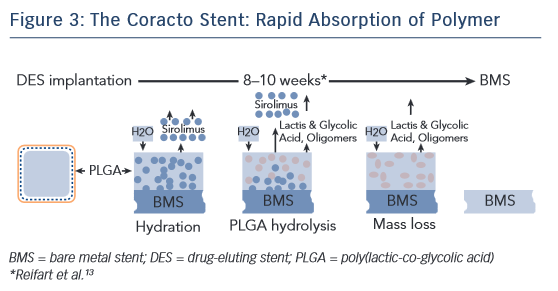 Figure 3: The Coracto Stent: Rapid Absorption of Polymer
DES implantation
8–10 weeks*
BMS
Sirolimus
H2O
Sirolimus
H2O
Lactis & Glycolic
Acid, Oligomers
H2O
Lactis & Glycolic
Acid, Oligomers
PLGA
BMS
BMS
BMS
BMS
Hydration
PLGA hydrolysis
Mass loss
BMS = bare metal stent; DES = drug-eluting stent; PLGA = poly(lactic-co-glycolic acid)
*Reifart et al.¹³